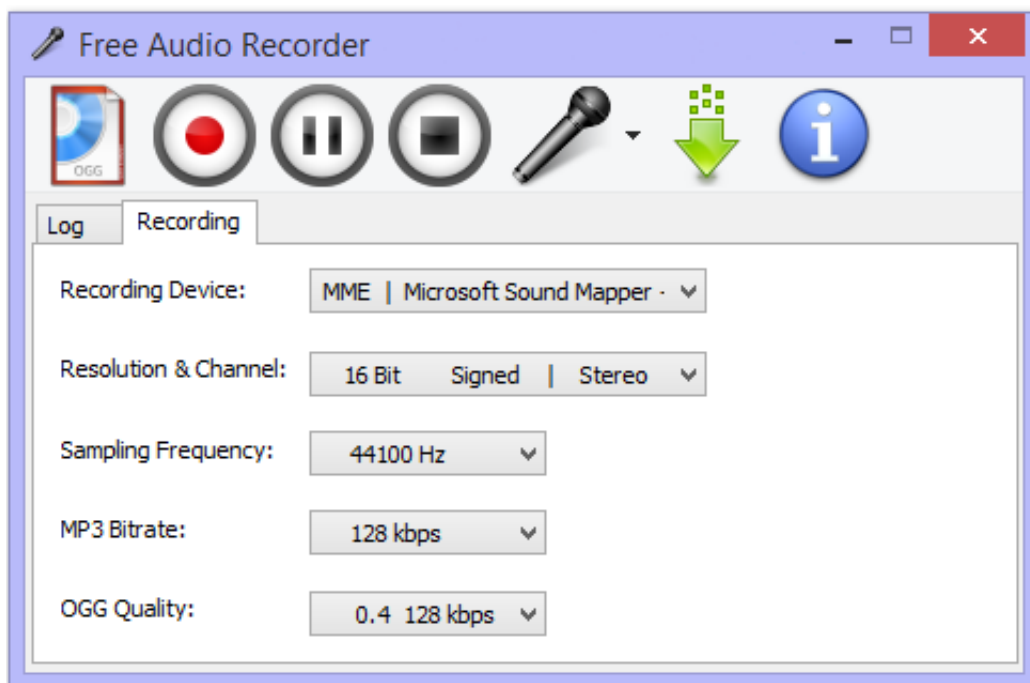 Free Audio Recorder
OGG
Log Recording
Recording Device: MME | Microsoft Sound Mapper -
Resolution & Channel: 16 Bit Signed | Stereo
Sampling Frequency: 44100 Hz
MP3 Bitrate: 128 kbps
OGG Quality: 0.4 128 kbps